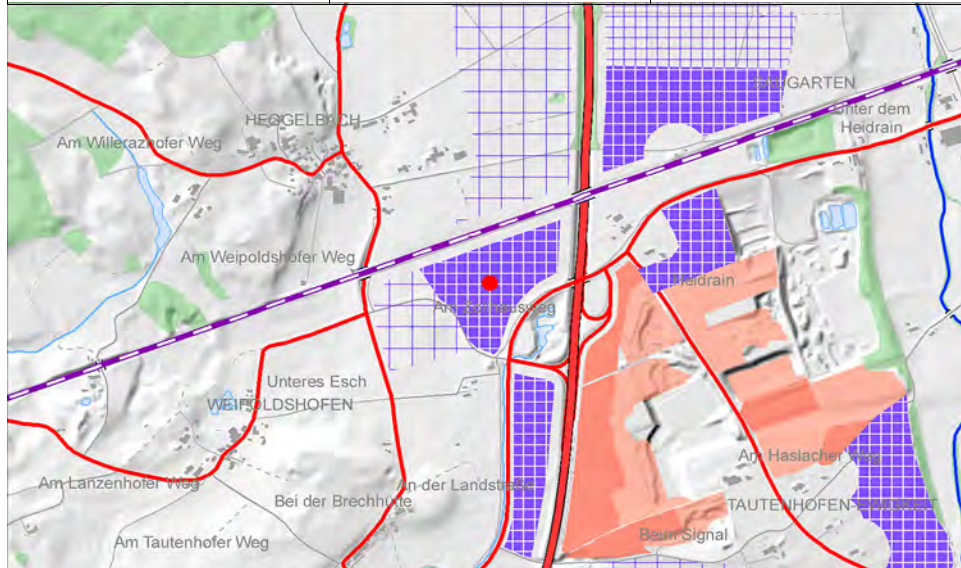 HEGGELBACH
Am Willerazhofer Weg
Unter dem
Heidrain
Am Weipoldshofer Weg
Heidrain
Unteres Esch
WEIPOLDSHOFEN
Am Haslacher Weg
Am Lanzenhofer Weg
An der Landstraße
Bei der Brechhütte
Beim Signal
Am Tautenhofer Weg